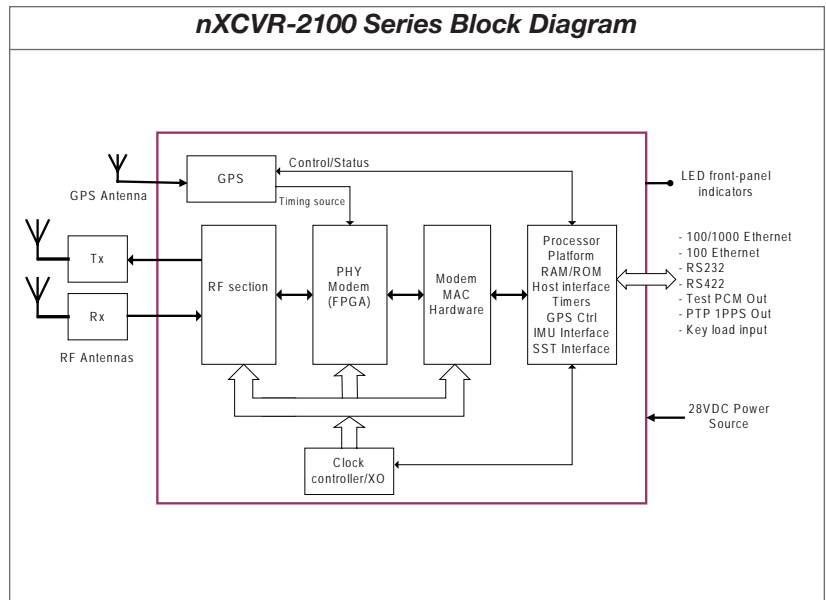 nXCVR-2100 Series Block Diagram
GPS Antenna
GPS
Control/Status
Timing source
LED front-panel
indicators
Tx
Rx
RF Antennas
RF section
PHY
Modem
(FPGA)
Modem
MAC
Hardware
Processor
Platform
RAM/ROM
Host interface
Timers
GPS Ctrl
IMU Interface
SST Interface
- 100/1000 Ethernet
- 100 Ethernet
- RS232
- RS422
- Test PCM Out
- PTP 1PPS Out
- Key load input
28VDC Power
Source
Clock
controller/XO